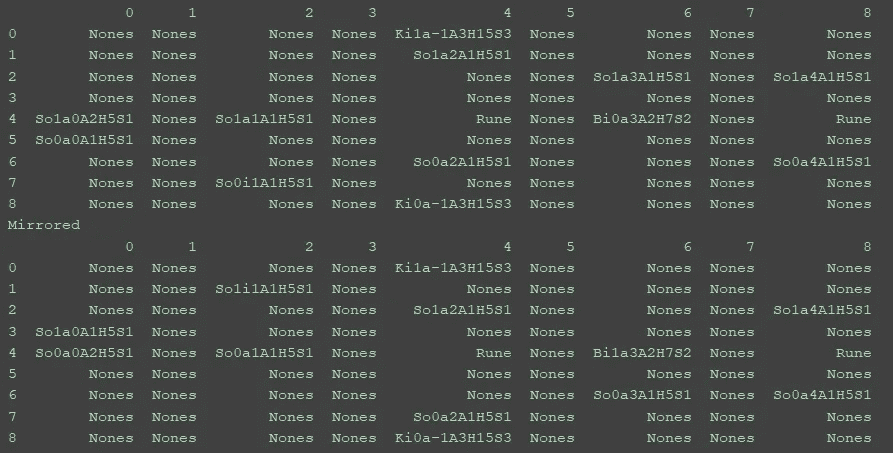 0 1 2 3 4 5 6 7 8
0 Nones Nones Nones Nones Ki1a-1A3H15S3 Nones Nones Nones Nones
1 Nones Nones Nones Nones So1a2A1H5S1 Nones Nones Nones Nones
2 Nones Nones Nones Nones Nones Nones So1a3A1H5S1 Nones So1a4A1H5S1
3 Nones Nones Nones Nones Nones Nones Nones Nones Nones
4 So1a0A2H5S1 Nones So1a1A1H5S1 Nones Rune Nones Bi0a3A2H7S2 Nones Rune
5 So0a0A1H5S1 Nones Nones Nones Nones Nones Nones Nones Nones
6 Nones Nones Nones Nones So0a2A1H5S1 Nones Nones Nones So0a4A1H5S1
7 Nones Nones So0i1A1H5S1 Nones Nones Nones Nones Nones Nones
8 Nones Nones Nones Nones Ki0a-1A3H15S3 Nones Nones Nones Nones
Mirrored
0 1 2 3 4 5 6 7 8
0 Nones Nones Nones Nones Ki1a-1A3H15S3 Nones Nones Nones Nones
1 Nones Nones So1i1A1H5S1 Nones Nones Nones Nones Nones Nones
2 Nones Nones Nones Nones So1a2A1H5S1 Nones Nones Nones So1a4A1H5S1
3 So1a0A1H5S1 Nones Nones Nones Nones Nones Nones Nones Nones
4 So0a0A2H5S1 Nones So0a1A1H5S1 Nones Rune Nones Bi1a3A2H7S2 Nones Rune
5 Nones Nones Nones Nones Nones Nones Nones Nones Nones
6 Nones Nones Nones Nones Nones Nones So0a3A1H5S1 Nones So0a4A1H5S1
7 Nones Nones Nones Nones So0a2A1H5S1 Nones Nones Nones Nones
8 Nones Nones Nones Nones Ki0a-1A3H15S3 Nones Nones Nones Nones